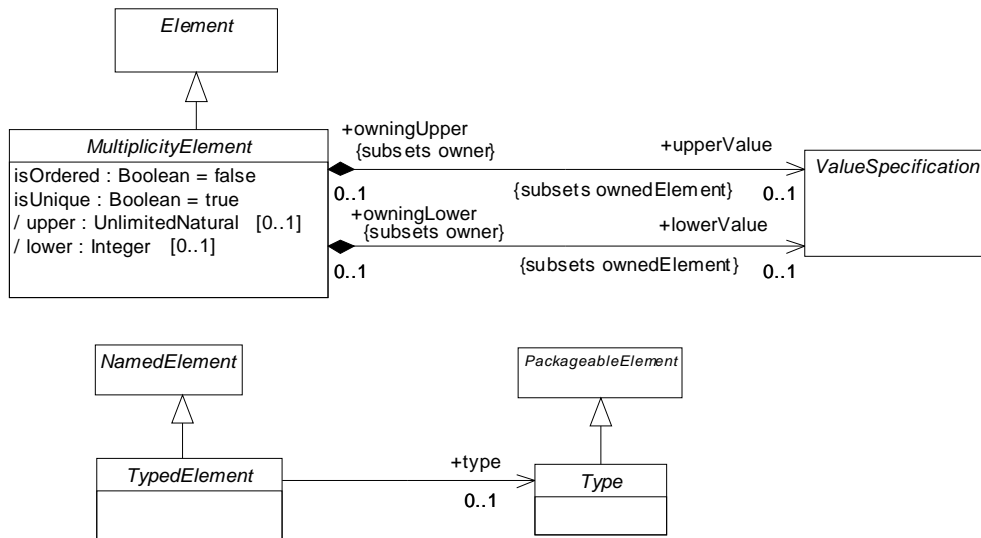 Element
MultiplicityElement
isOrdered : Boolean = false
isUnique : Boolean = true
/ upper : UnlimitedNatural [0..1]
/ lower : Integer [0..1]
+owningUpper
{subsets owner}
0..1
+upperValue
{subsets ownedElement}
0..1
+owningLower
{subsets owner}
0..1
+lowerValue
{subsets ownedElement}
0..1
ValueSpecification
NamedElement
PackageableElement
TypedElement
+type
0..1
Type